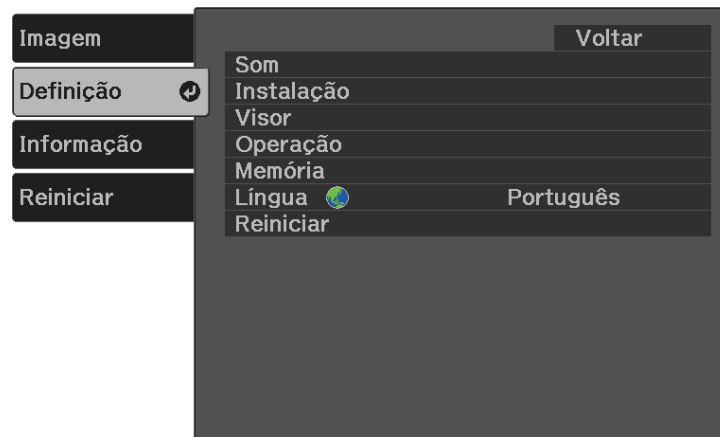 Imagem
Definição
Informação
Reiniciar
Voltar
Som
Instalação
Visor
Operação
Memória
Língua Português
Reiniciar